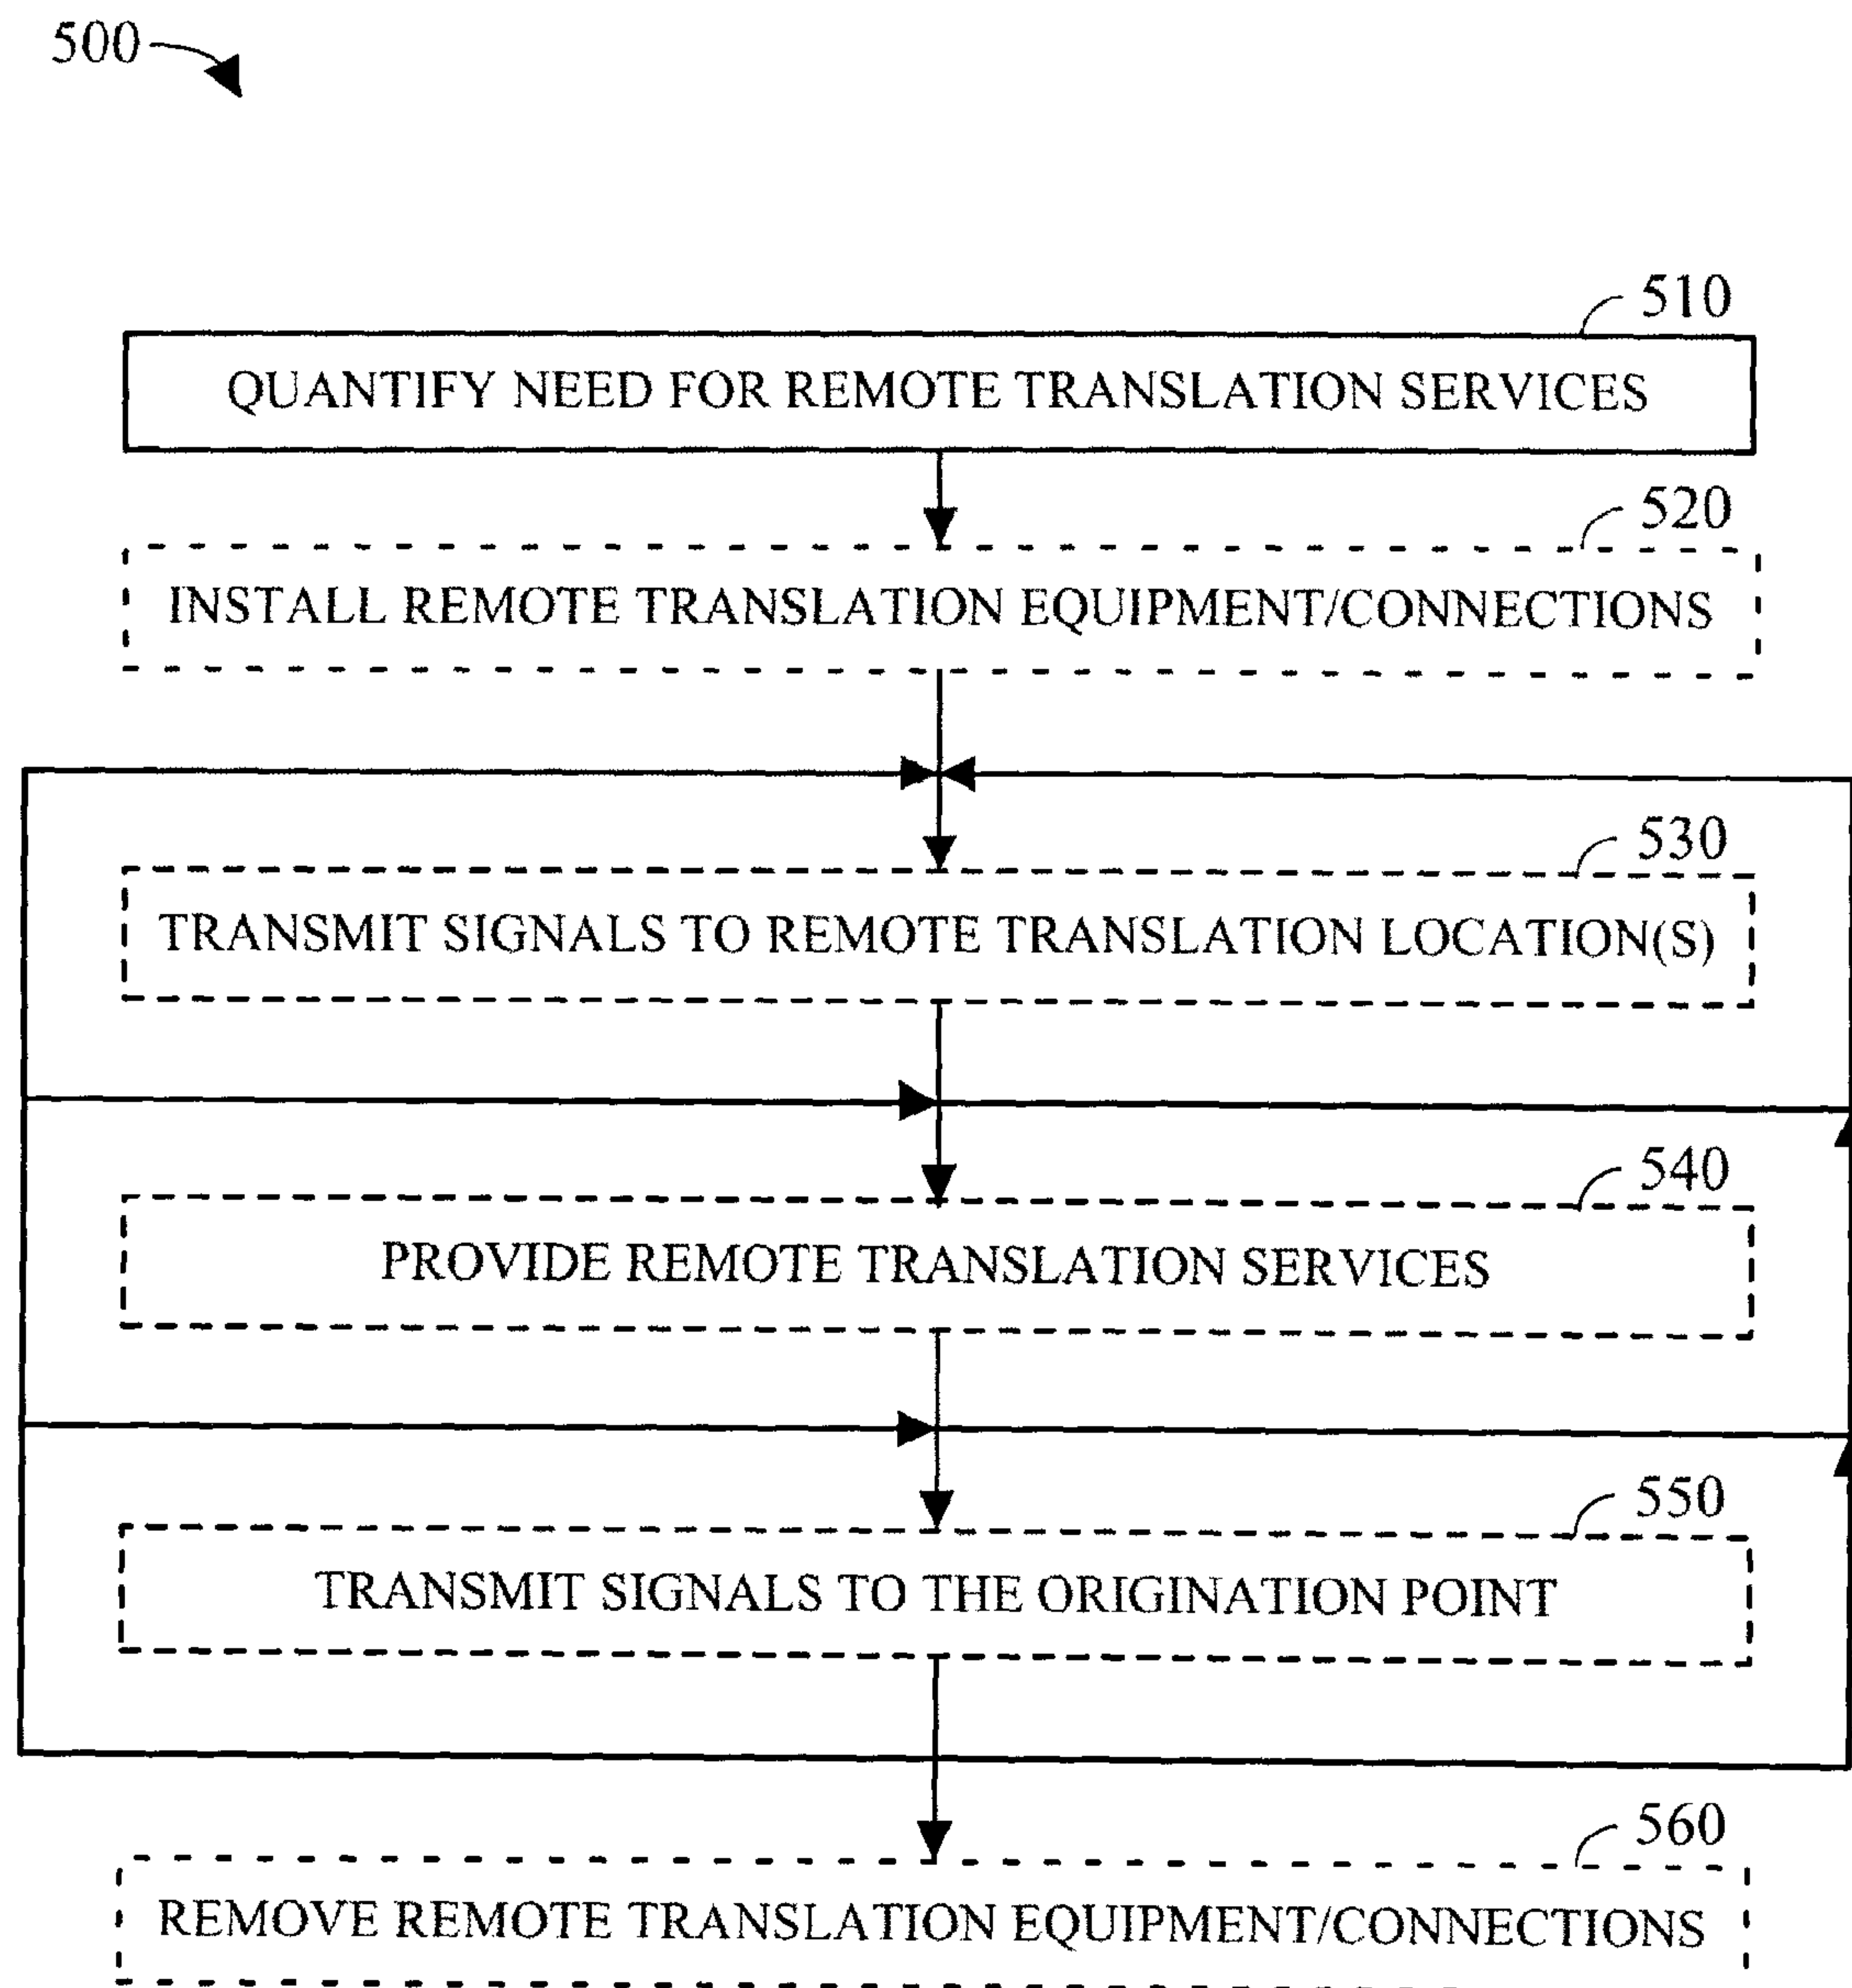 500
510
QUANTIFY NEED FOR REMOTE TRANSLATION SERVICES
520
INSTALL REMOTE TRANSLATION EQUIPMENT/CONNECTIONS
530
TRANSMIT SIGNALS TO REMOTE TRANSLATION LOCATION(S)
540
PROVIDE REMOTE TRANSLATION SERVICES
550
TRANSMIT SIGNALS TO THE ORIGINATION POINT
560
REMOVE REMOTE TRANSLATION EQUIPMENT/CONNECTIONS